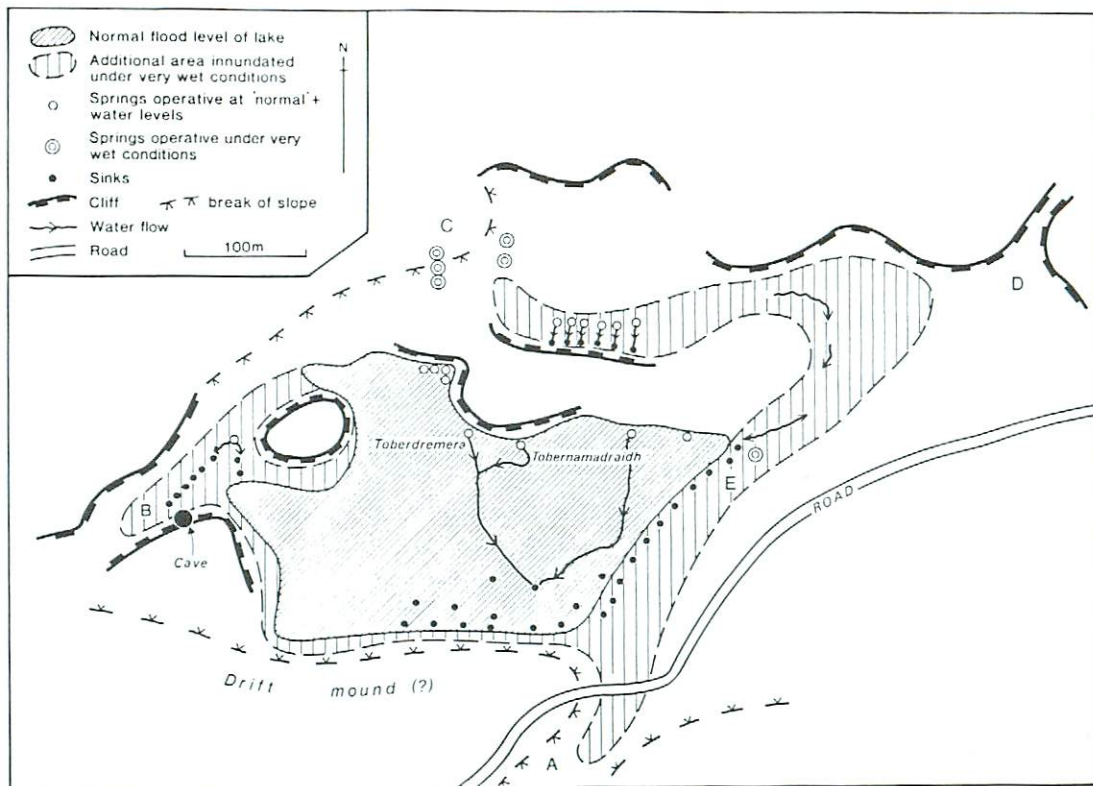 Normal flood level of lake
Additional area innundated
under very wet conditions
Springs operative at 'normal'+
water levels
Springs operative under very
wet conditions
Sinks
Cliff
break of slope
Water flow
Road
100m
N
C
D
Toberdremera
Tobernamadraidh
E
B
Cave
ROAD
Drift mound (?)
A